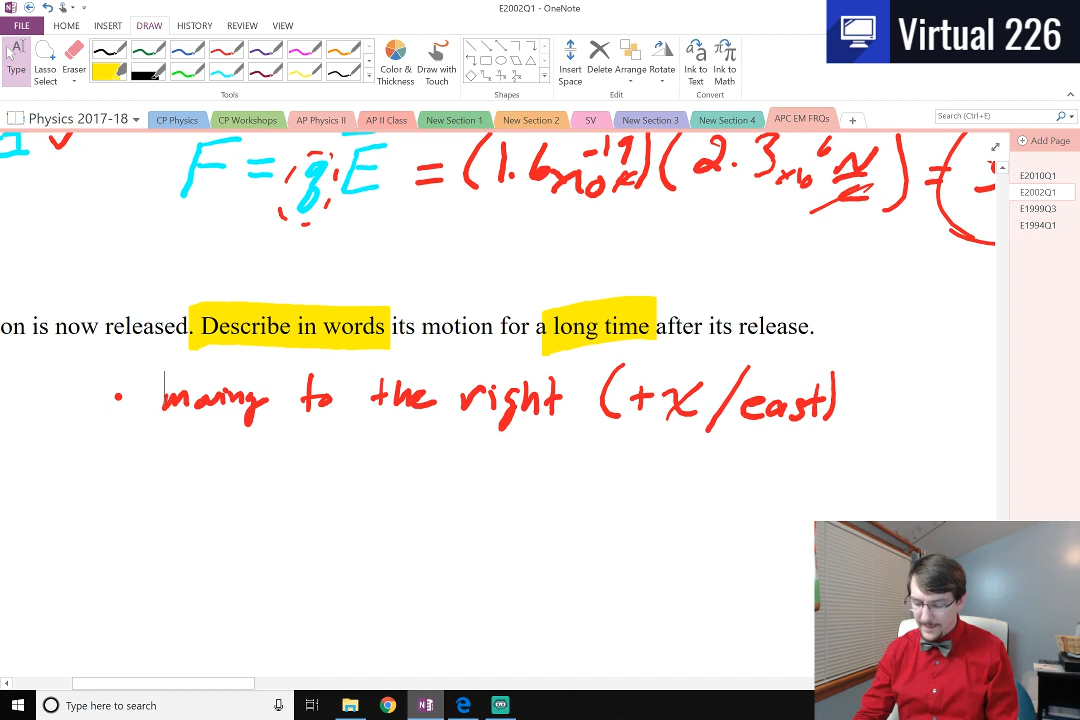 E2002Q1 - OneNote
Virtual 226
FILE HOME INSERT DRAW HISTORY REVIEW VIEW
Type Lasso Select Eraser Color & Thickness Draw with Touch Insert Space Delete Arrange Rotate Ink to Text Ink to Math
Tools Shapes Edit Convert
Physics 2017-18 CP Physics CP Workshops AP Physics II AP II Class New Section 1 New Section 2 SV New Section 3 New Section 4 APC EM FRQs Search (Ctrl+E)
Add Page
E2010Q1
E2002Q1
E1999Q3
E1994Q1
F = qE = (1.6x10^-19 C)(2.3x10^6 N/C) = (
on is now released. Describe in words its motion for a long time after its release.
• moving to the right (+x/east)
Type here to search